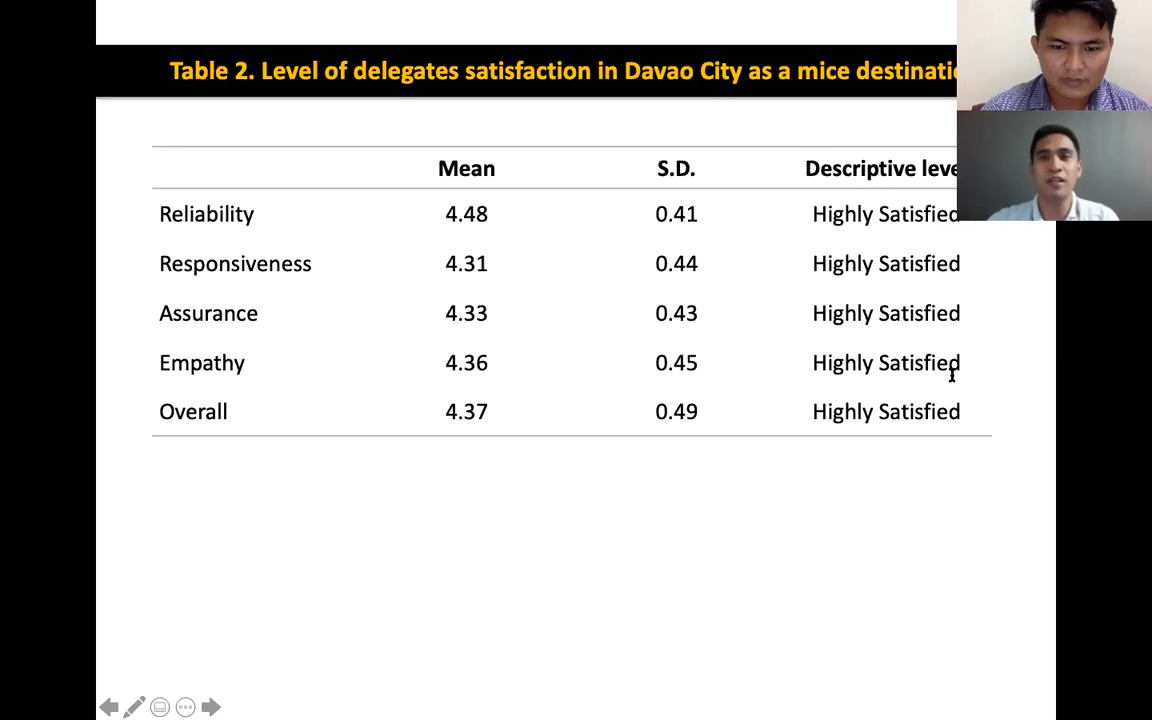 Table 2. Level of delegates satisfaction in Davao City as a mice destinati
Mean S.D. Descriptive leve
Reliability 4.48 0.41 Highly Satisfied
Responsiveness 4.31 0.44 Highly Satisfied
Assurance 4.33 0.43 Highly Satisfied
Empathy 4.36 0.45 Highly Satisfied
Overall 4.37 0.49 Highly Satisfied